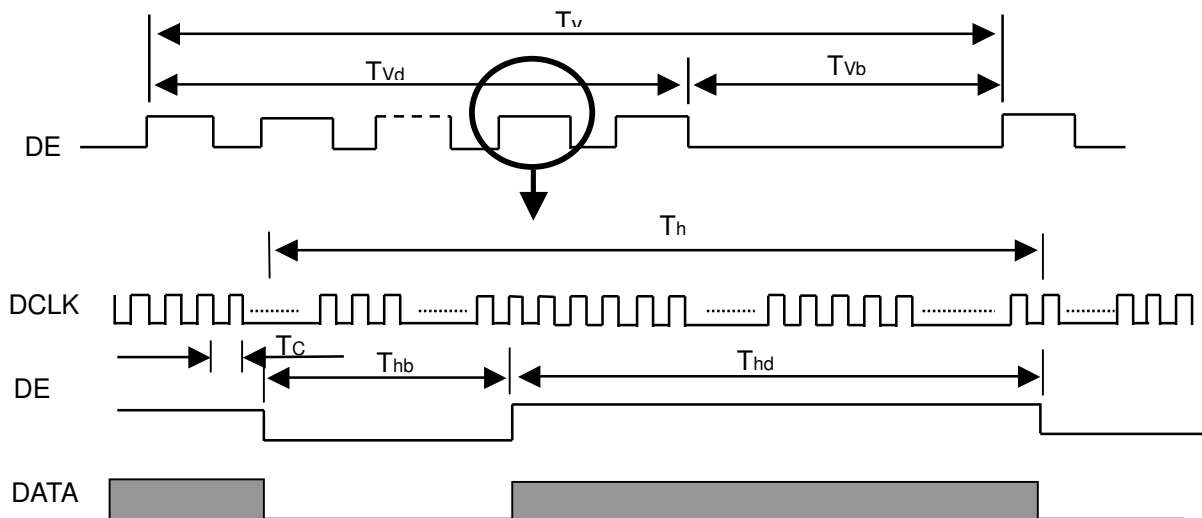 Tv
TVd
TVb
DE
Th
DCLK
TC
Thb
Thd
DE
DATA